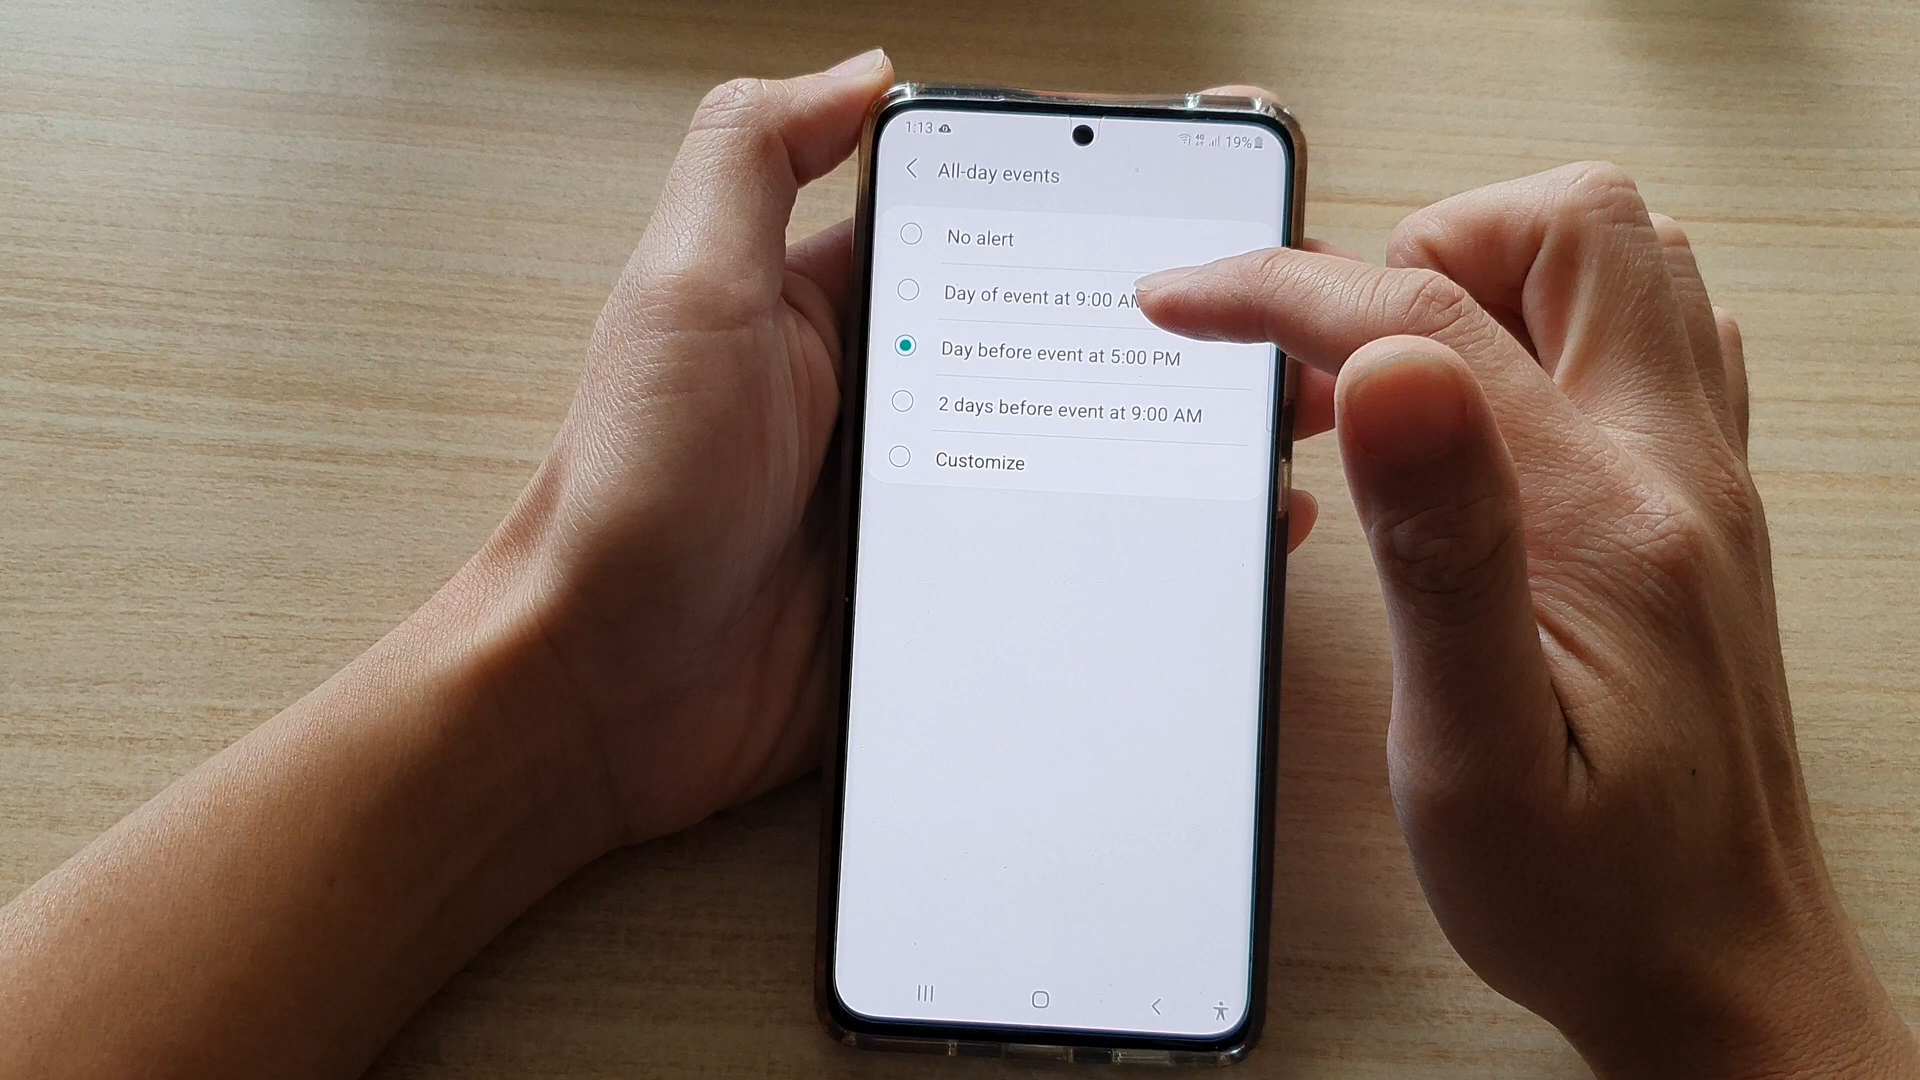 1:13
4G 19%
All-day events
No alert
Day of event at 9:00 AM
Day before event at 5:00 PM
2 days before event at 9:00 AM
Customize